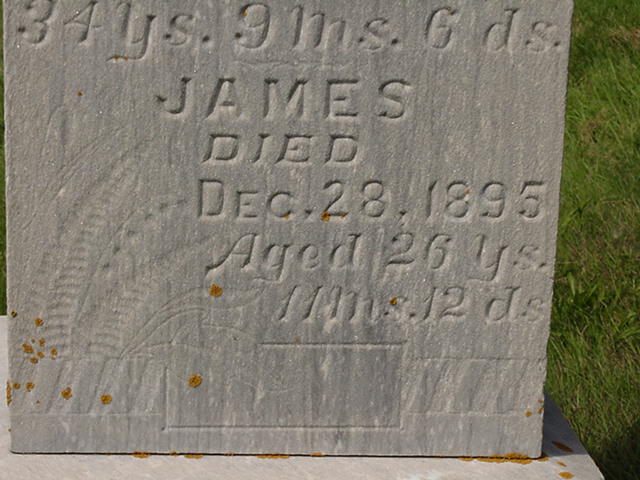 34 ys. 9 ms. 6 ds.
JAMES
DIED
DEC. 28, 1895
Aged 26 ys.
11 ms. 12 ds